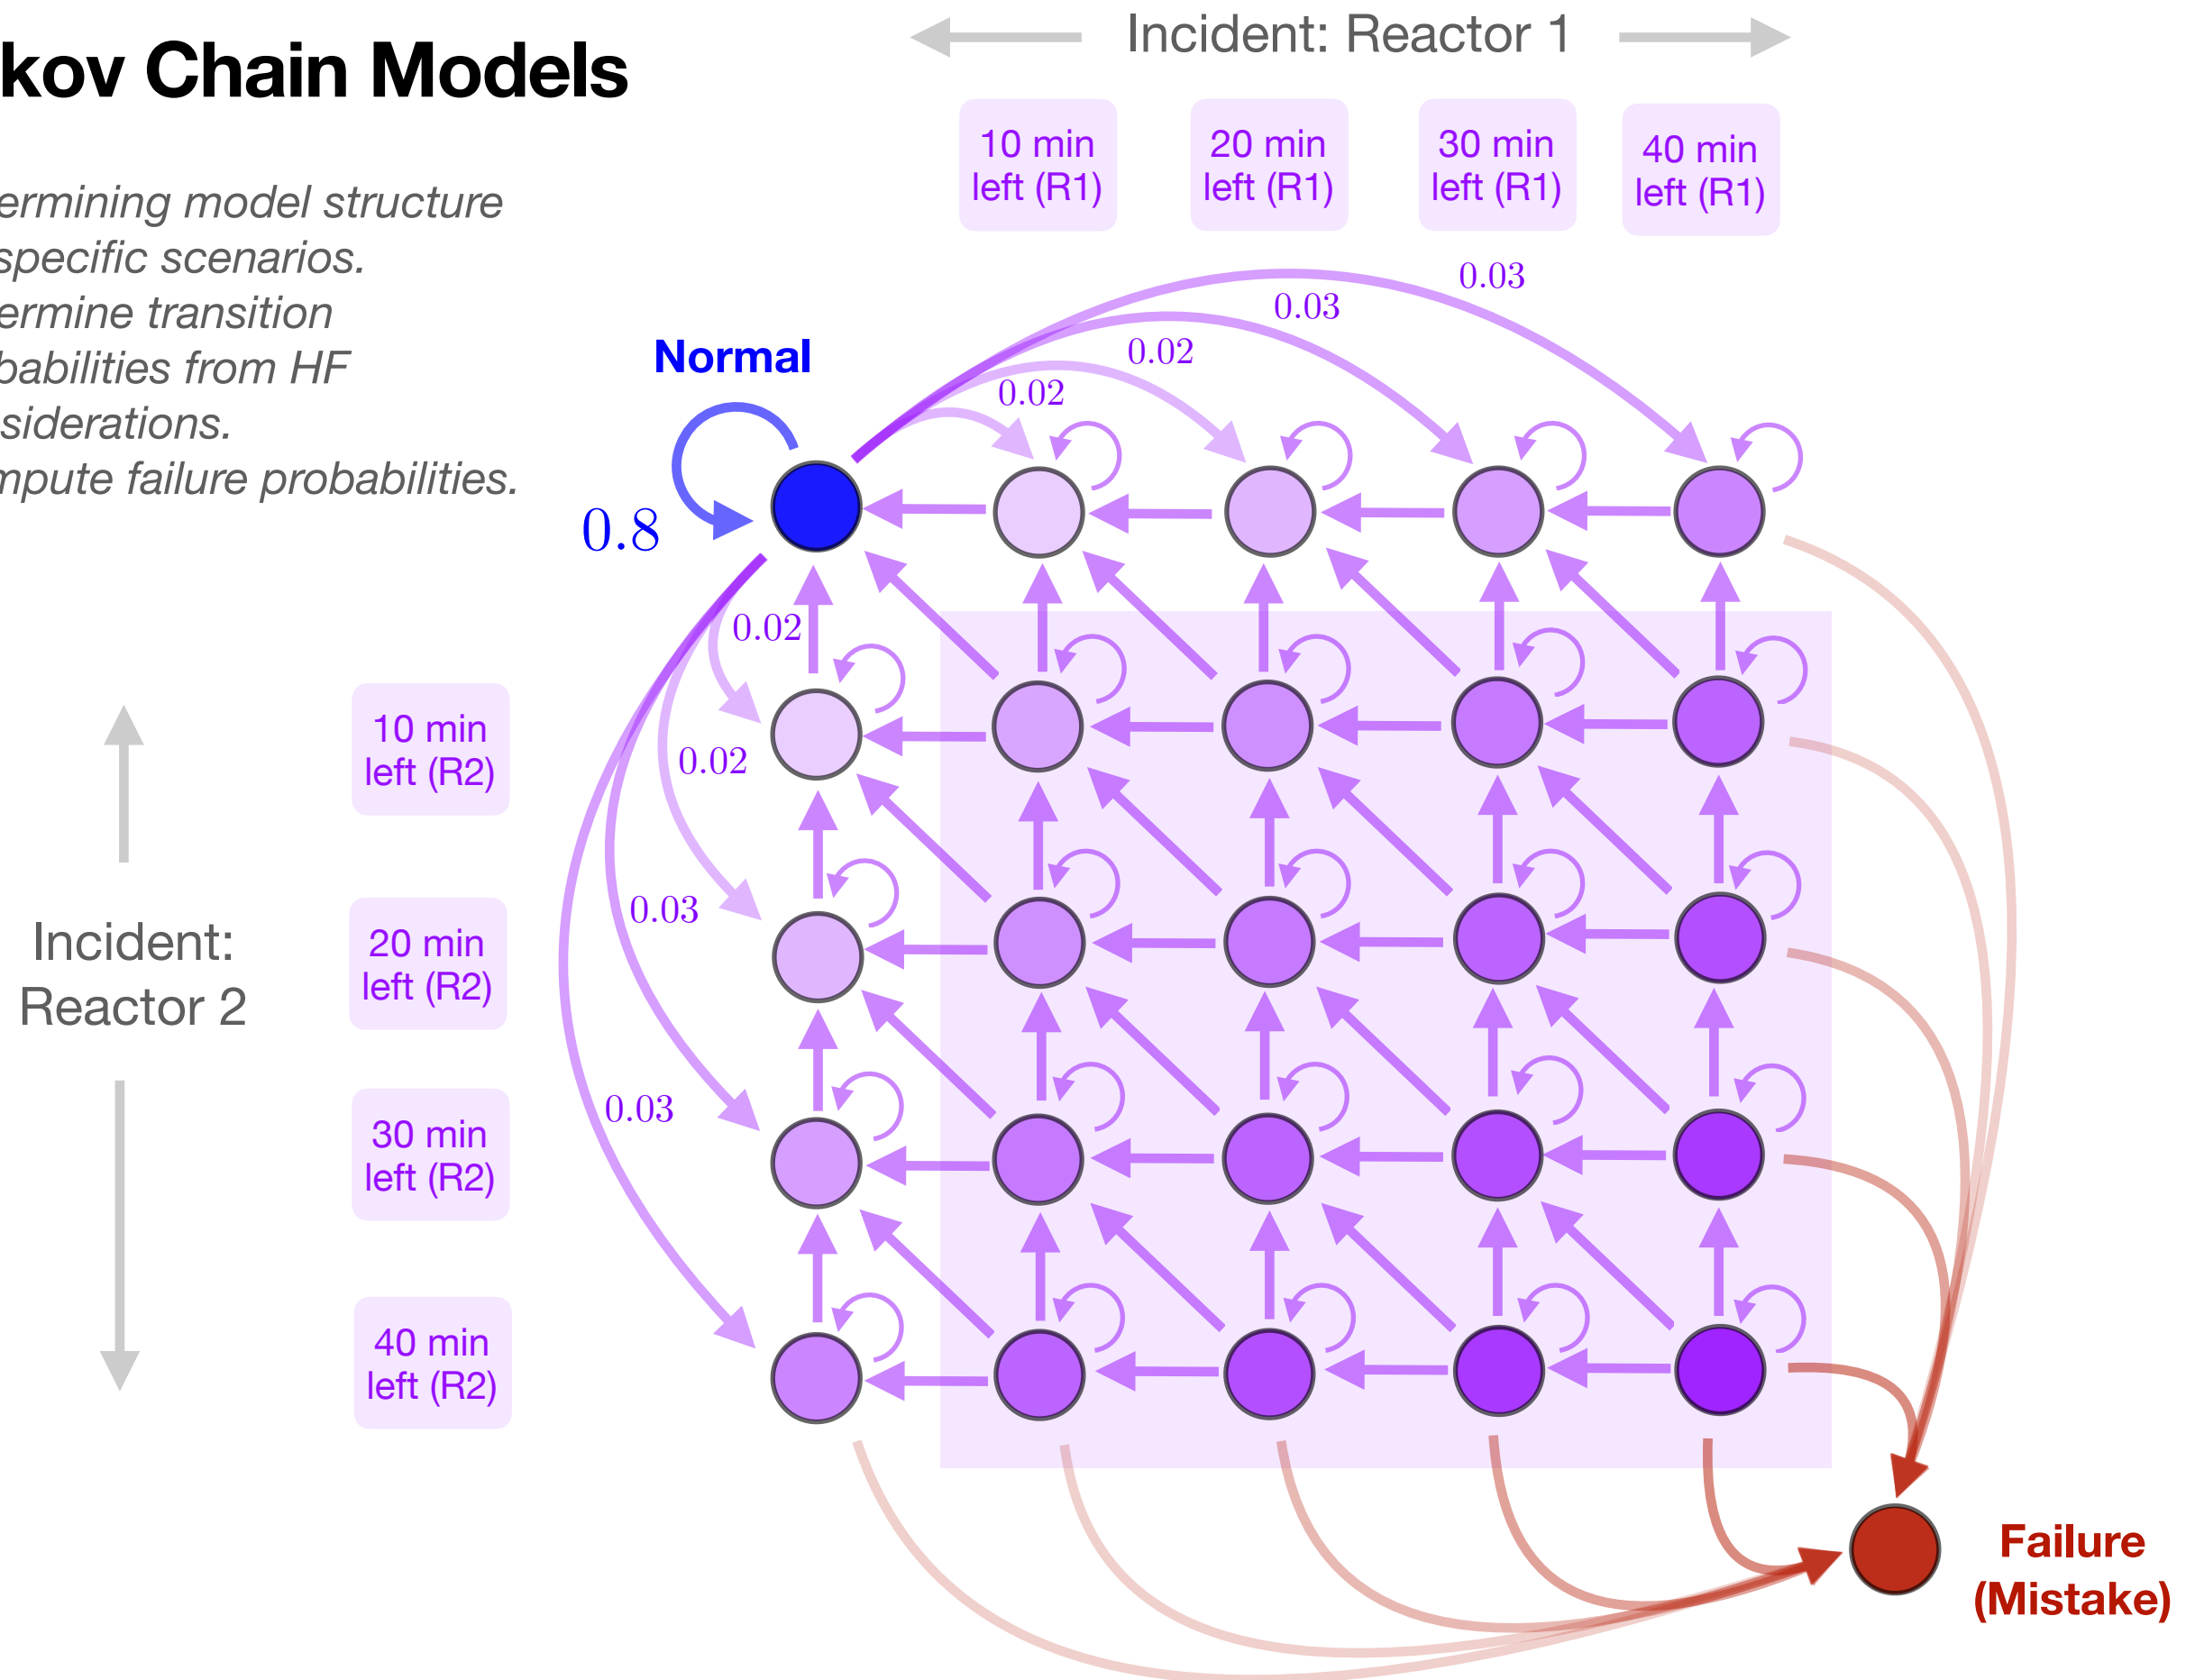 kov Chain Models
ermining model structure
specific scenarios.
ermine transition
babilities from HF
siderations.
mpute failure probabilities.
Incident: Reactor 1
10 min
left (R1)
20 min
left (R1)
30 min
left (R1)
40 min
left (R1)
0.03
0.03
0.02
0.02
Normal
0.8
0.02
0.02
0.03
0.03
Incident:
Reactor 2
10 min
left (R2)
20 min
left (R2)
30 min
left (R2)
40 min
left (R2)
Failure
(Mistake)